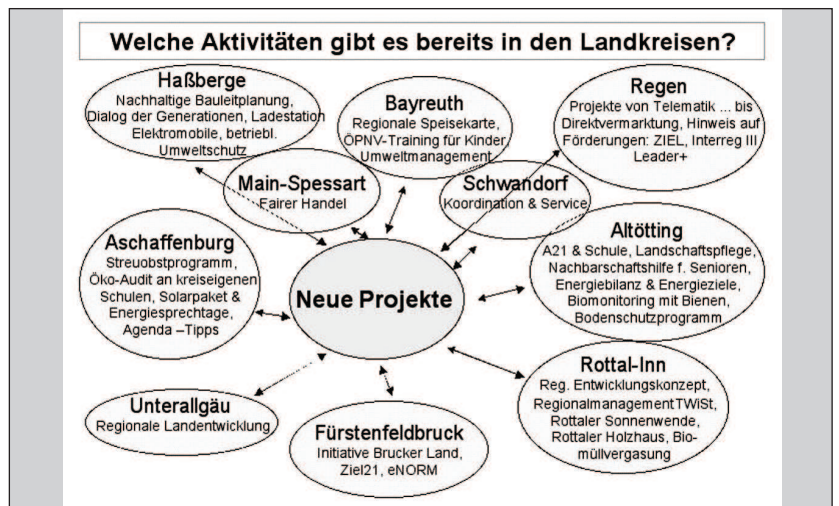 Welche Aktivitäten gibt es bereits in den Landkreisen?
Haßberge
Nachhaltige Bauleitplanung,
Dialog der Generationen, Ladestation
Elektromobile, betriebl.
Umweltschutz
Bayreuth
Regionale Speisekarte,
ÖPNV-Training für Kinder,
Umweltmanagement
Regen
Projekte von Telematik ... bis
Direktvermarktung, Hinweis auf
Förderungen: ZIEL, Interreg III
Leader+
Main-Spessart
Fairer Handel
Schwandorf
Koordination & Service
Aschaffenburg
Streuobstprogramm,
Öko-Audit an kreiseigenen
Schulen, Solarpaket &
Energiesprechtage,
Agenda –Tipps
Neue Projekte
Altötting
A21 & Schule, Landschaftspflege,
Nachbarschaftshilfe f. Senioren,
Energiebilanz & Energieziele,
Biomonitoring mit Bienen,
Bodenschutzprogramm
Unterallgäu
Regionale Landentwicklung
Fürstenfeldbruck
Initiative Brucker Land,
Ziel21, eNORM
Rottal-Inn
Reg. Entwicklungskonzept,
RegionalmanagementTWiSt,
Rottaler Sonnenwende,
Rottaler Holzhaus, Bio-
müllvergasung